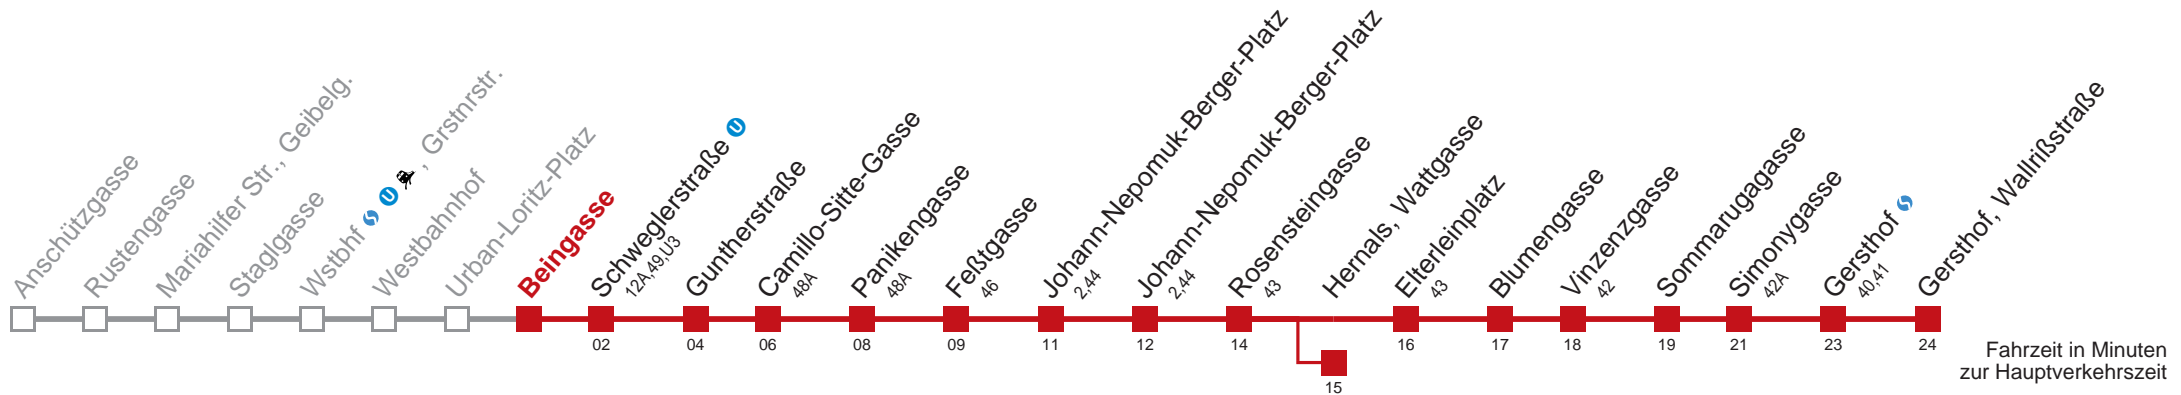 Anschützgasse
Rustengasse
Mariahilfer Str., Geibelg.
Staglgasse
Wstbhf S U , Grstnrstr.
Westbahnhof
Urban-Loritz-Platz
Beingasse
Schweglerstraße U
12A,49,U3
Guntherstraße
Camillo-Sitte-Gasse
48A
Panikengasse
48A
Feßtgasse
46
Johann-Nepomuk-Berger-Platz
2,44
Johann-Nepomuk-Berger-Platz
2,44
Rosensteingasse
43
Hernals, Wattgasse
Elterleinplatz
43
Blumengasse
Vinzenzgasse
42
Sommarugagasse
Simonygasse
42A
Gersthof S
40,41
Gersthof, Wallrißstraße
02 04 06 08 09 11 12 14 16 17 18 19 21 23 24
15
Fahrzeit in Minuten
zur Hauptverkehrszeit